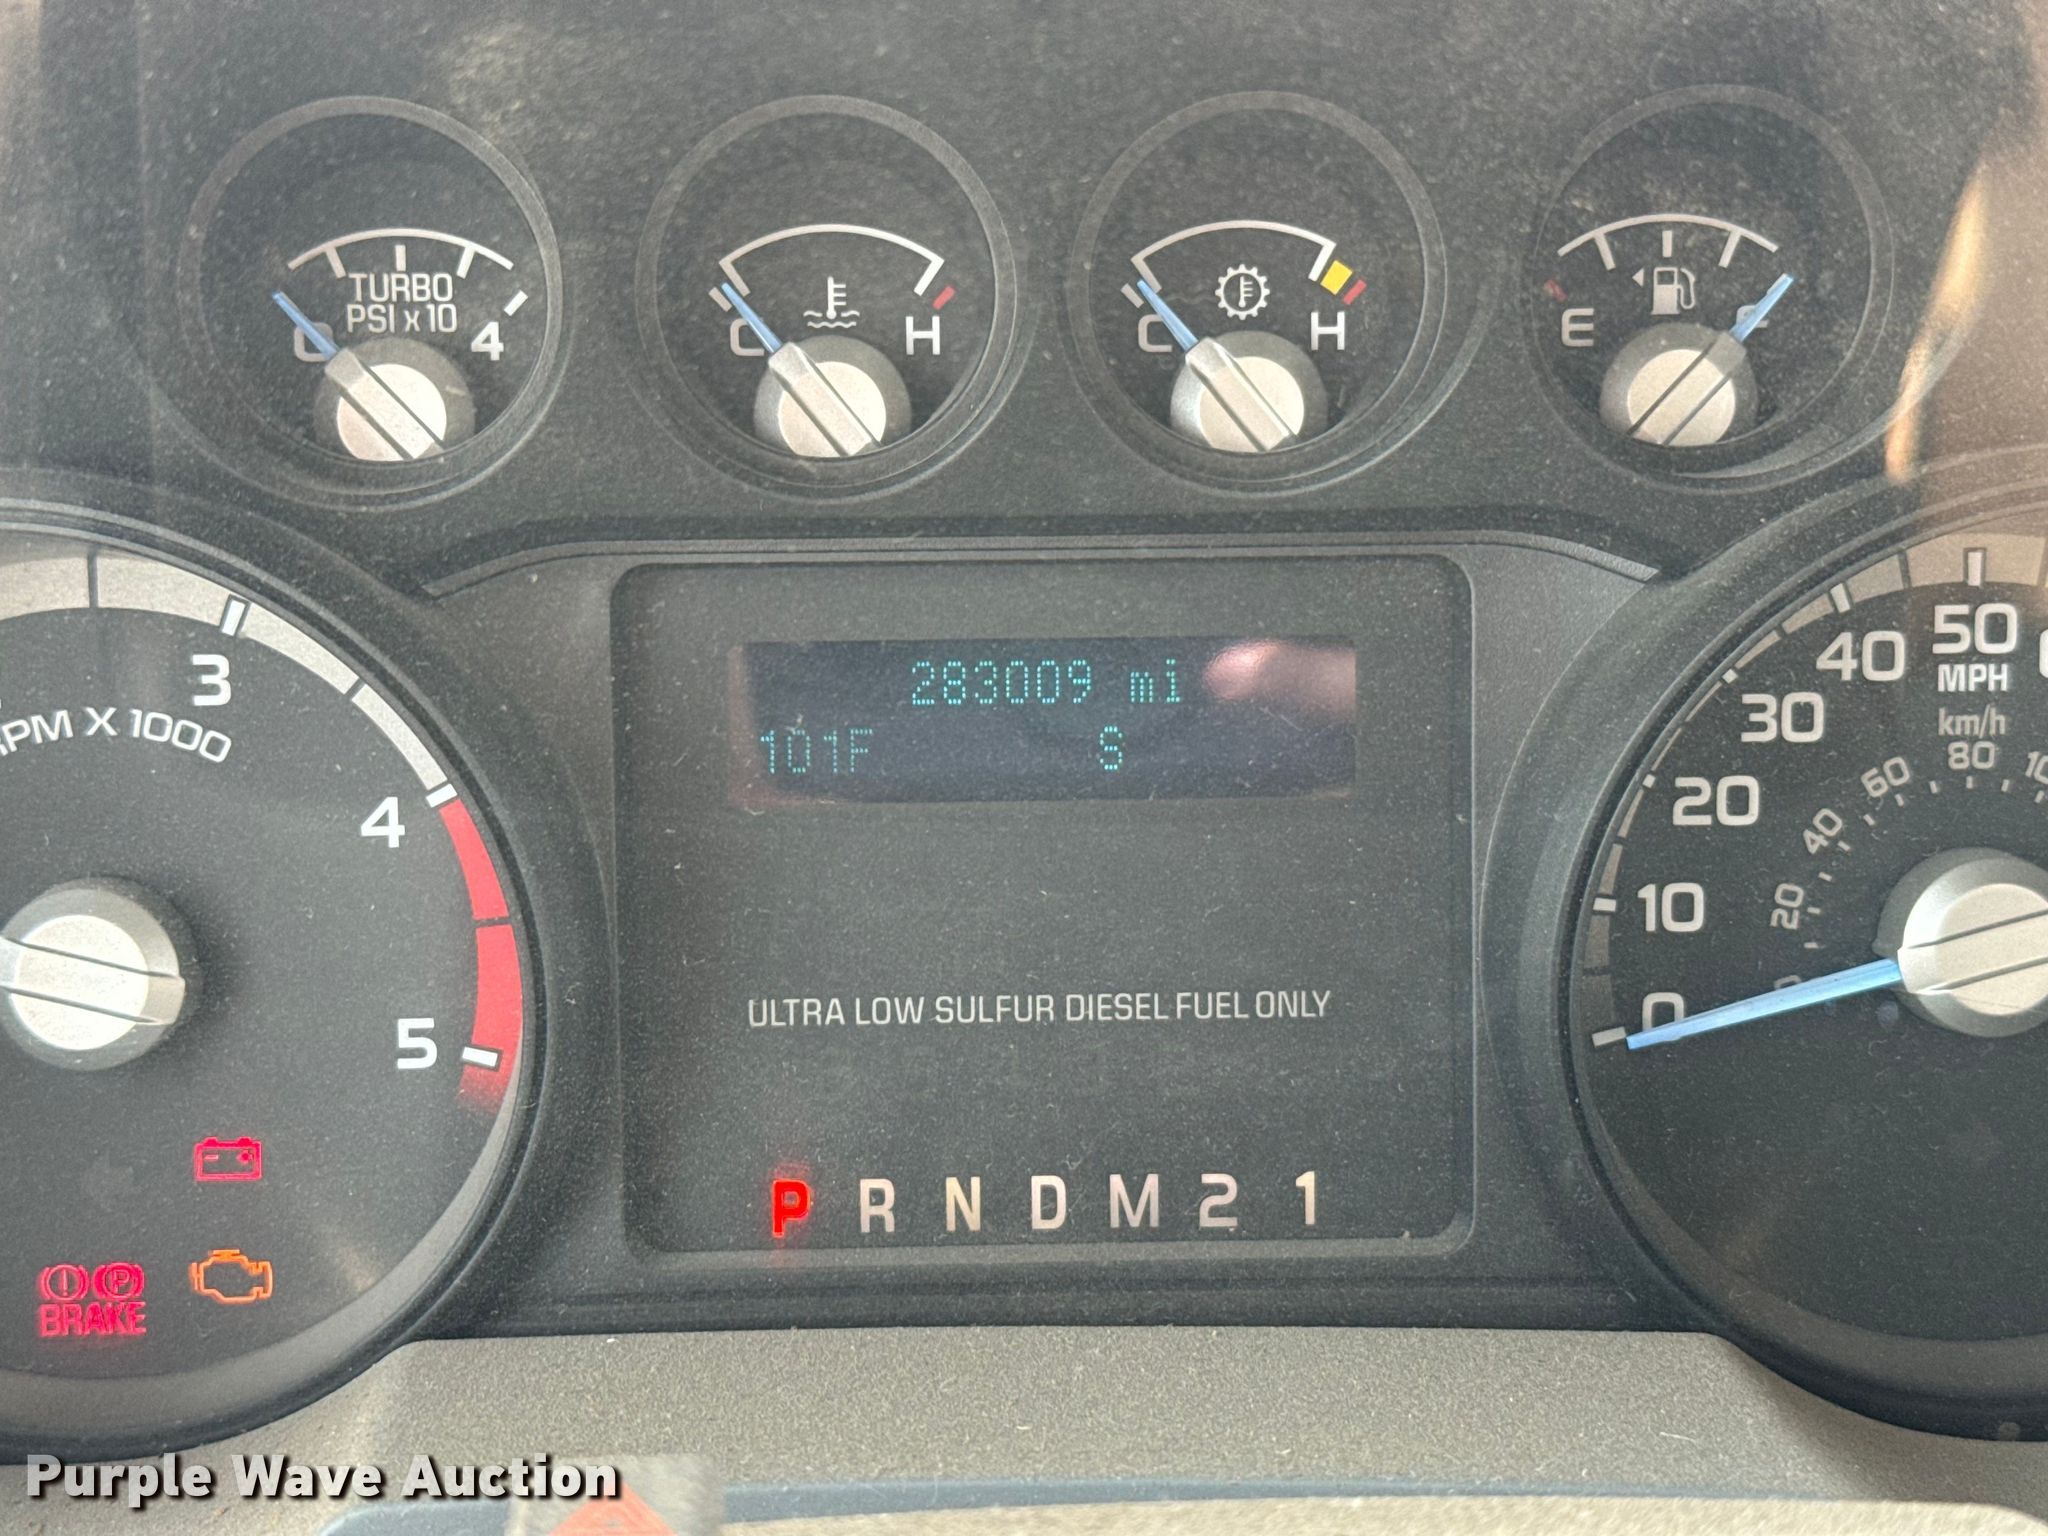 TURBO
PSI x 10
0 4
C H
C H
E F
3
4
5
RPM X 1000
283009 mi
101F S
ULTRA LOW SULFUR DIESEL FUEL ONLY
P R N D M 2 1
BRAKE
P
0 10 20 30 40 50
MPH
km/h
20 40 60 80
Purple Wave Auction